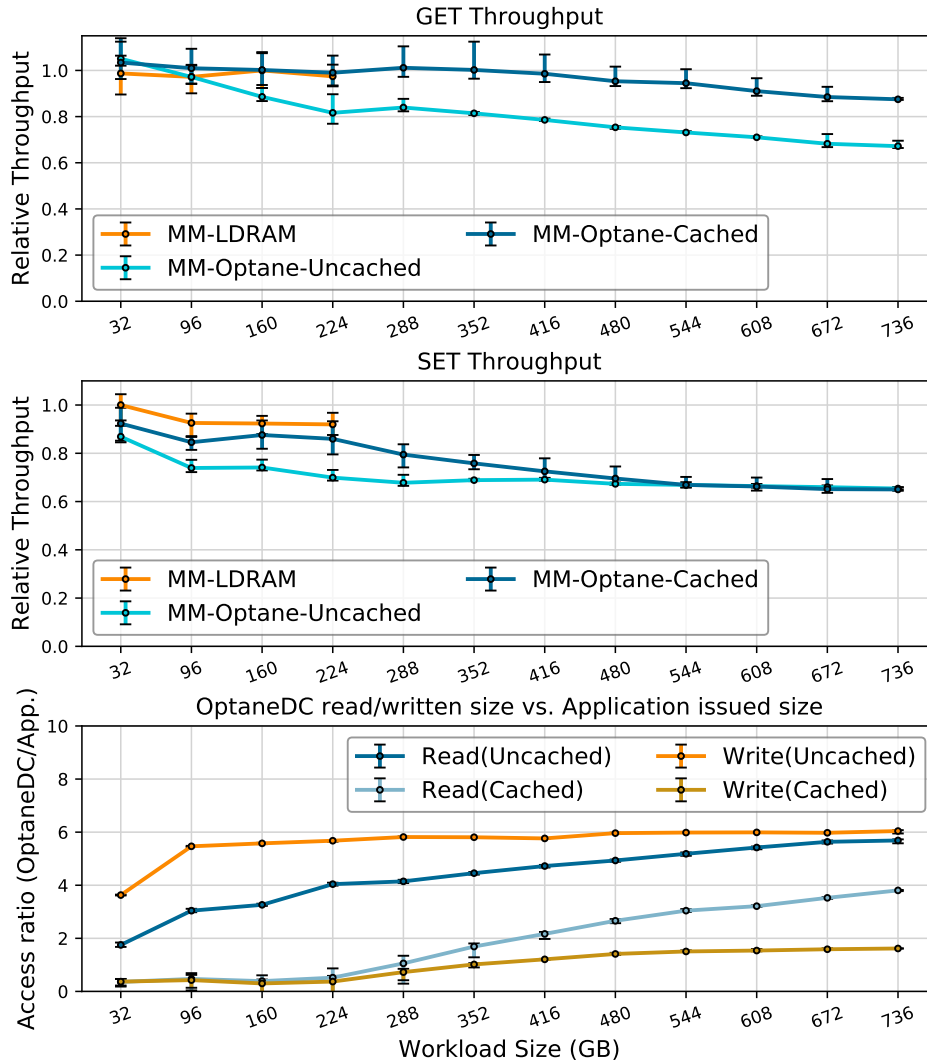 GET Throughput
1.0
0.8
0.6
0.4
0.2
0.0
Relative Throughput
MM-LDRAM
MM-Optane-Uncached
MM-Optane-Cached
32 96 160 224 288 352 416 480 544 608 672 736
SET Throughput
1.0
0.8
0.6
0.4
0.2
0.0
Relative Throughput
MM-LDRAM
MM-Optane-Uncached
MM-Optane-Cached
32 96 160 224 288 352 416 480 544 608 672 736
OptaneDC read/written size vs. Application issued size
10
8
6
4
2
0
Access ratio (OptaneDC/App.)
Read(Uncached)
Read(Cached)
Write(Uncached)
Write(Cached)
32 96 160 224 288 352 416 480 544 608 672 736
Workload Size (GB)